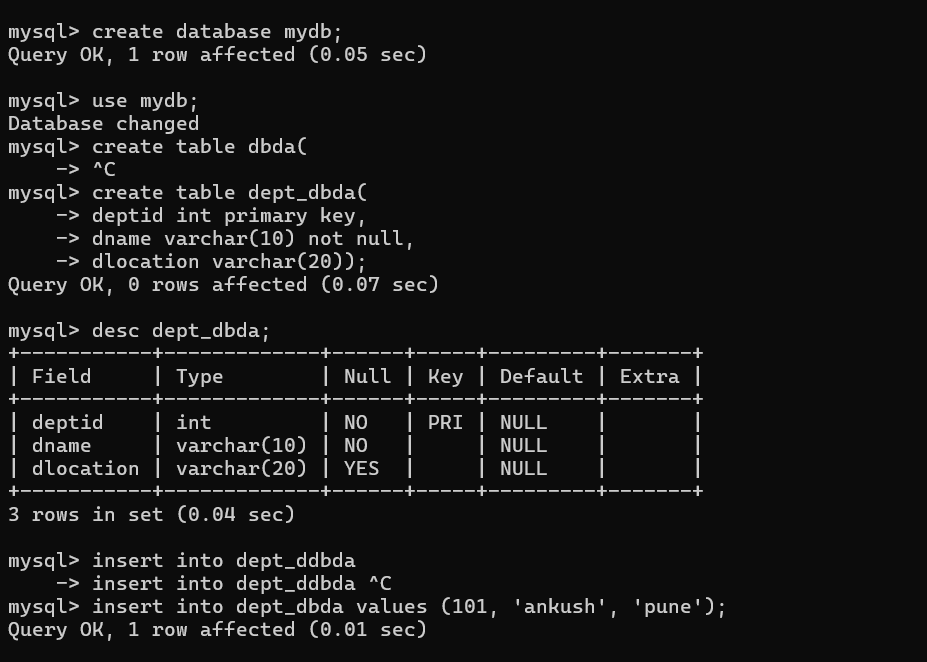 mysql> create database mydb;
Query OK, 1 row affected (0.05 sec)
mysql> use mydb;
Database changed
mysql> create table dbda(
    -> ^C
mysql> create table dept_dbda(
    -> deptid int primary key,
    -> dname varchar(10) not null,
    -> dlocation varchar(20));
Query OK, 0 rows affected (0.07 sec)
mysql> desc dept_dbda;
+-----------+-------------+------+-----+---------+-------+
| Field     | Type        | Null | Key | Default | Extra |
+-----------+-------------+------+-----+---------+-------+
| deptid    | int         | NO   | PRI | NULL    |       |
| dname     | varchar(10) | NO   |     | NULL    |       |
| dlocation | varchar(20) | YES  |     | NULL    |       |
+-----------+-------------+------+-----+---------+-------+
3 rows in set (0.04 sec)
mysql> insert into dept_ddbda
    -> insert into dept_ddbda ^C
mysql> insert into dept_dbda values (101, 'ankush', 'pune');
Query OK, 1 row affected (0.01 sec)